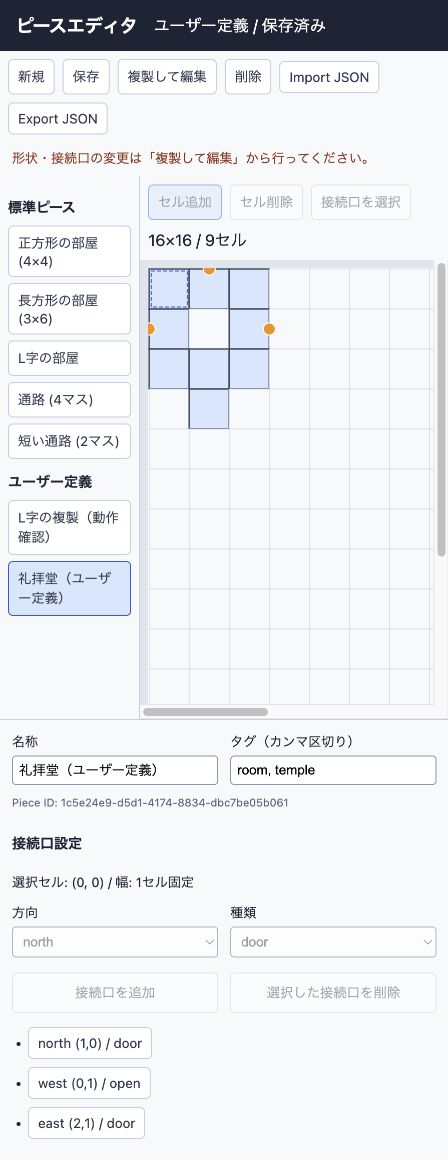 ピースエディタ ユーザー定義 / 保存済み
新規 保存 複製して編集 削除 Import JSON
Export JSON
形状・接続口の変更は「複製して編集」から行ってください。
標準ピース
正方形の部屋
(4×4)
長方形の部屋
(3×6)
L字の部屋
通路 (4マス)
短い通路 (2マス)
ユーザー定義
L字の複製（動作
確認）
礼拝堂（ユーザ
ー定義）
セル追加 セル削除 接続口を選択
16×16 / 9セル
名称
礼拝堂（ユーザー定義）
タグ（カンマ区切り）
room, temple
Piece ID: 1c5e24e9-d5d1-4174-8834-dbc7be05b061
接続口設定
選択セル: (0, 0) / 幅: 1セル固定
方向
north
種類
door
接続口を追加 選択した接続口を削除
• north (1,0) / door
• west (0,1) / open
• east (2,1) / door